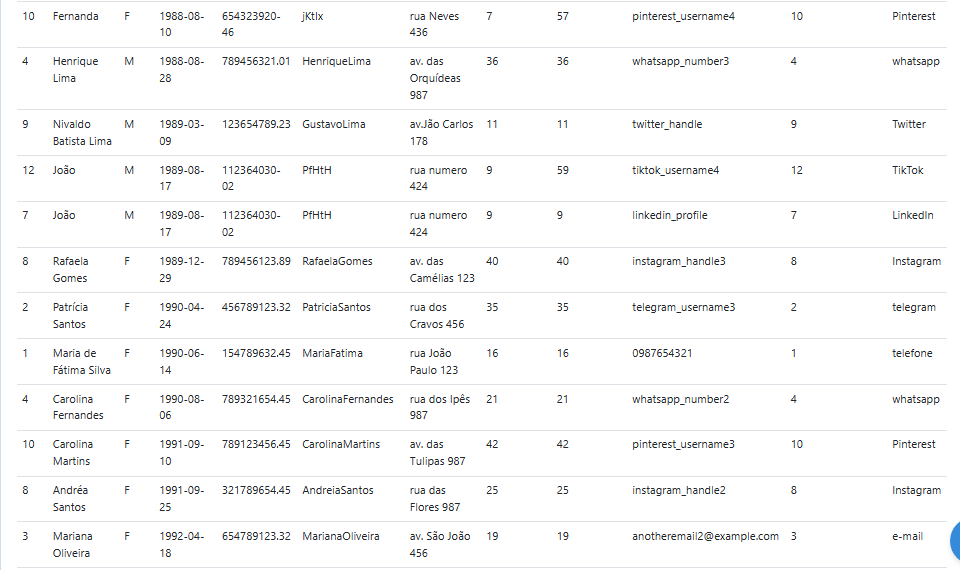 10 Fernanda F 1988-08- 654323920- jKtIx rua Neves 7 57 pinterest_username4 10 Pinterest
10 46 436
4 Henrique M 1988-08- 789456321.01 HenriqueLima av. das 36 36 whatsapp_number3 4 whatsapp
Lima 28 Orquídeas
987
9 Nivaldo M 1989-03- 123654789.23 GustavoLima av.Jão Carlos 11 11 twitter_handle 9 Twitter
Batista Lima 09 178
12 João M 1989-08- 112364030- PfHtH rua numero 9 59 tiktok_username4 12 TikTok
17 02 424
7 João M 1989-08- 112364030- PfHtH rua numero 9 9 linkedin_profile 7 LinkedIn
17 02 424
8 Rafaela F 1989-12- 789456123.89 RafaelaGomes av. das 40 40 instagram_handle3 8 Instagram
Gomes 29 Camélias 123
2 Patrícia F 1990-04- 456789123.32 PatriciaSantos rua dos 35 35 telegram_username3 2 telegram
Santos 24 Cravos 456
1 Maria de F 1990-06- 154789632.45 MariaFatima rua João 16 16 0987654321 1 telefone
Fátima Silva 14 Paulo 123
4 Carolina F 1990-08- 789321654.45 CarolinaFernandes rua dos Ipês 21 21 whatsapp_number2 4 whatsapp
Fernandes 06 987
10 Carolina F 1991-09- 789123456.45 CarolinaMartins av. das 42 42 pinterest_username3 10 Pinterest
Martins 10 Tulipas 987
8 Andréa F 1991-09- 321789654.45 AndreiaSantos rua das 25 25 instagram_handle2 8 Instagram
Santos 25 Flores 987
3 Mariana F 1992-04- 654789123.32 MarianaOliveira av. São João 19 19 anotheremail2@example.com 3 e-mail
Oliveira 18 456